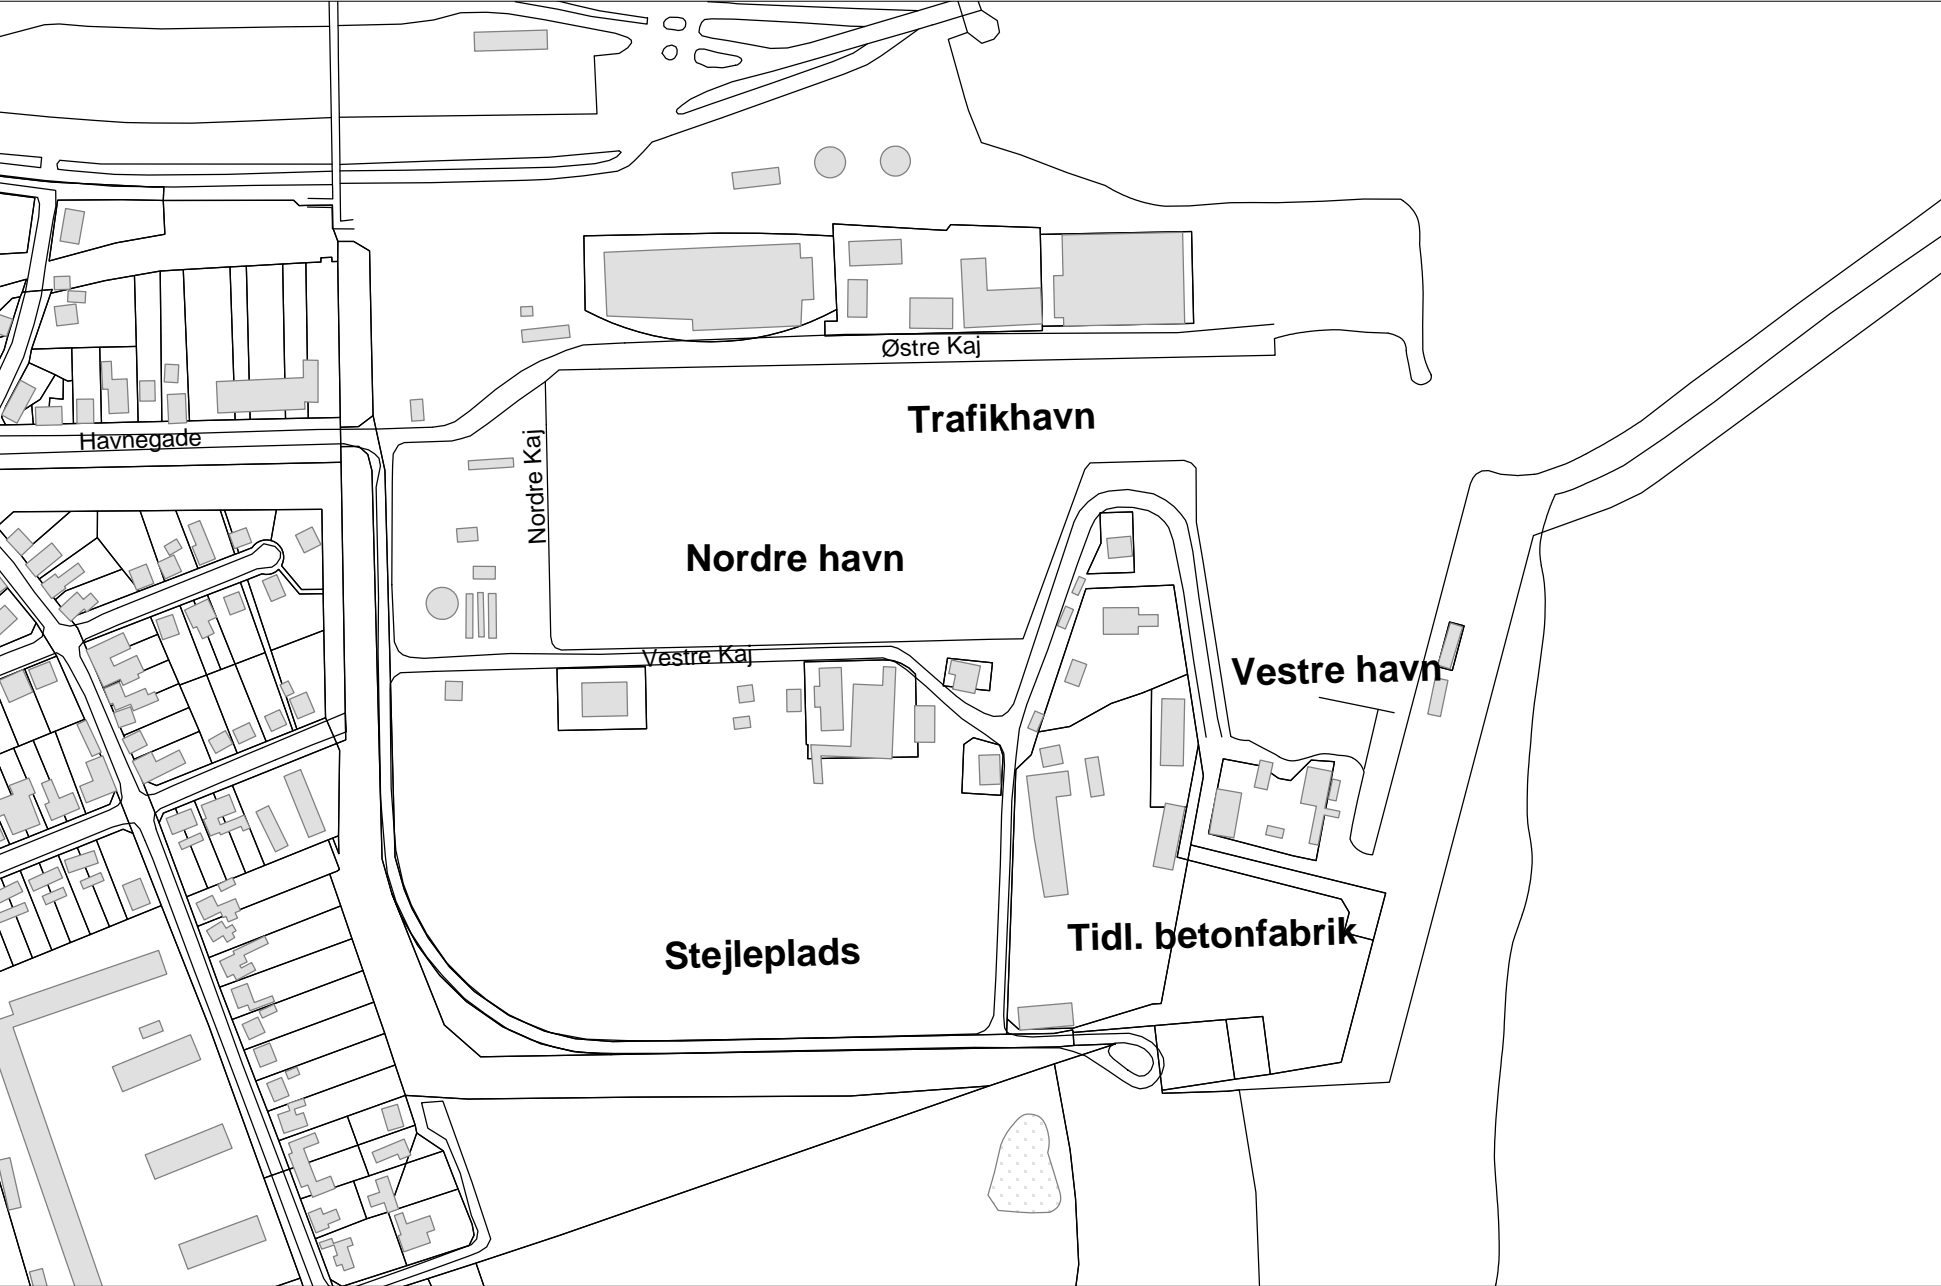 Østre Kaj
Trafikhavn
Havnegade
Nordre Kaj
Nordre havn
Vestre Kaj
Vestre havn
Tidl. betonfabrik
Stejleplads